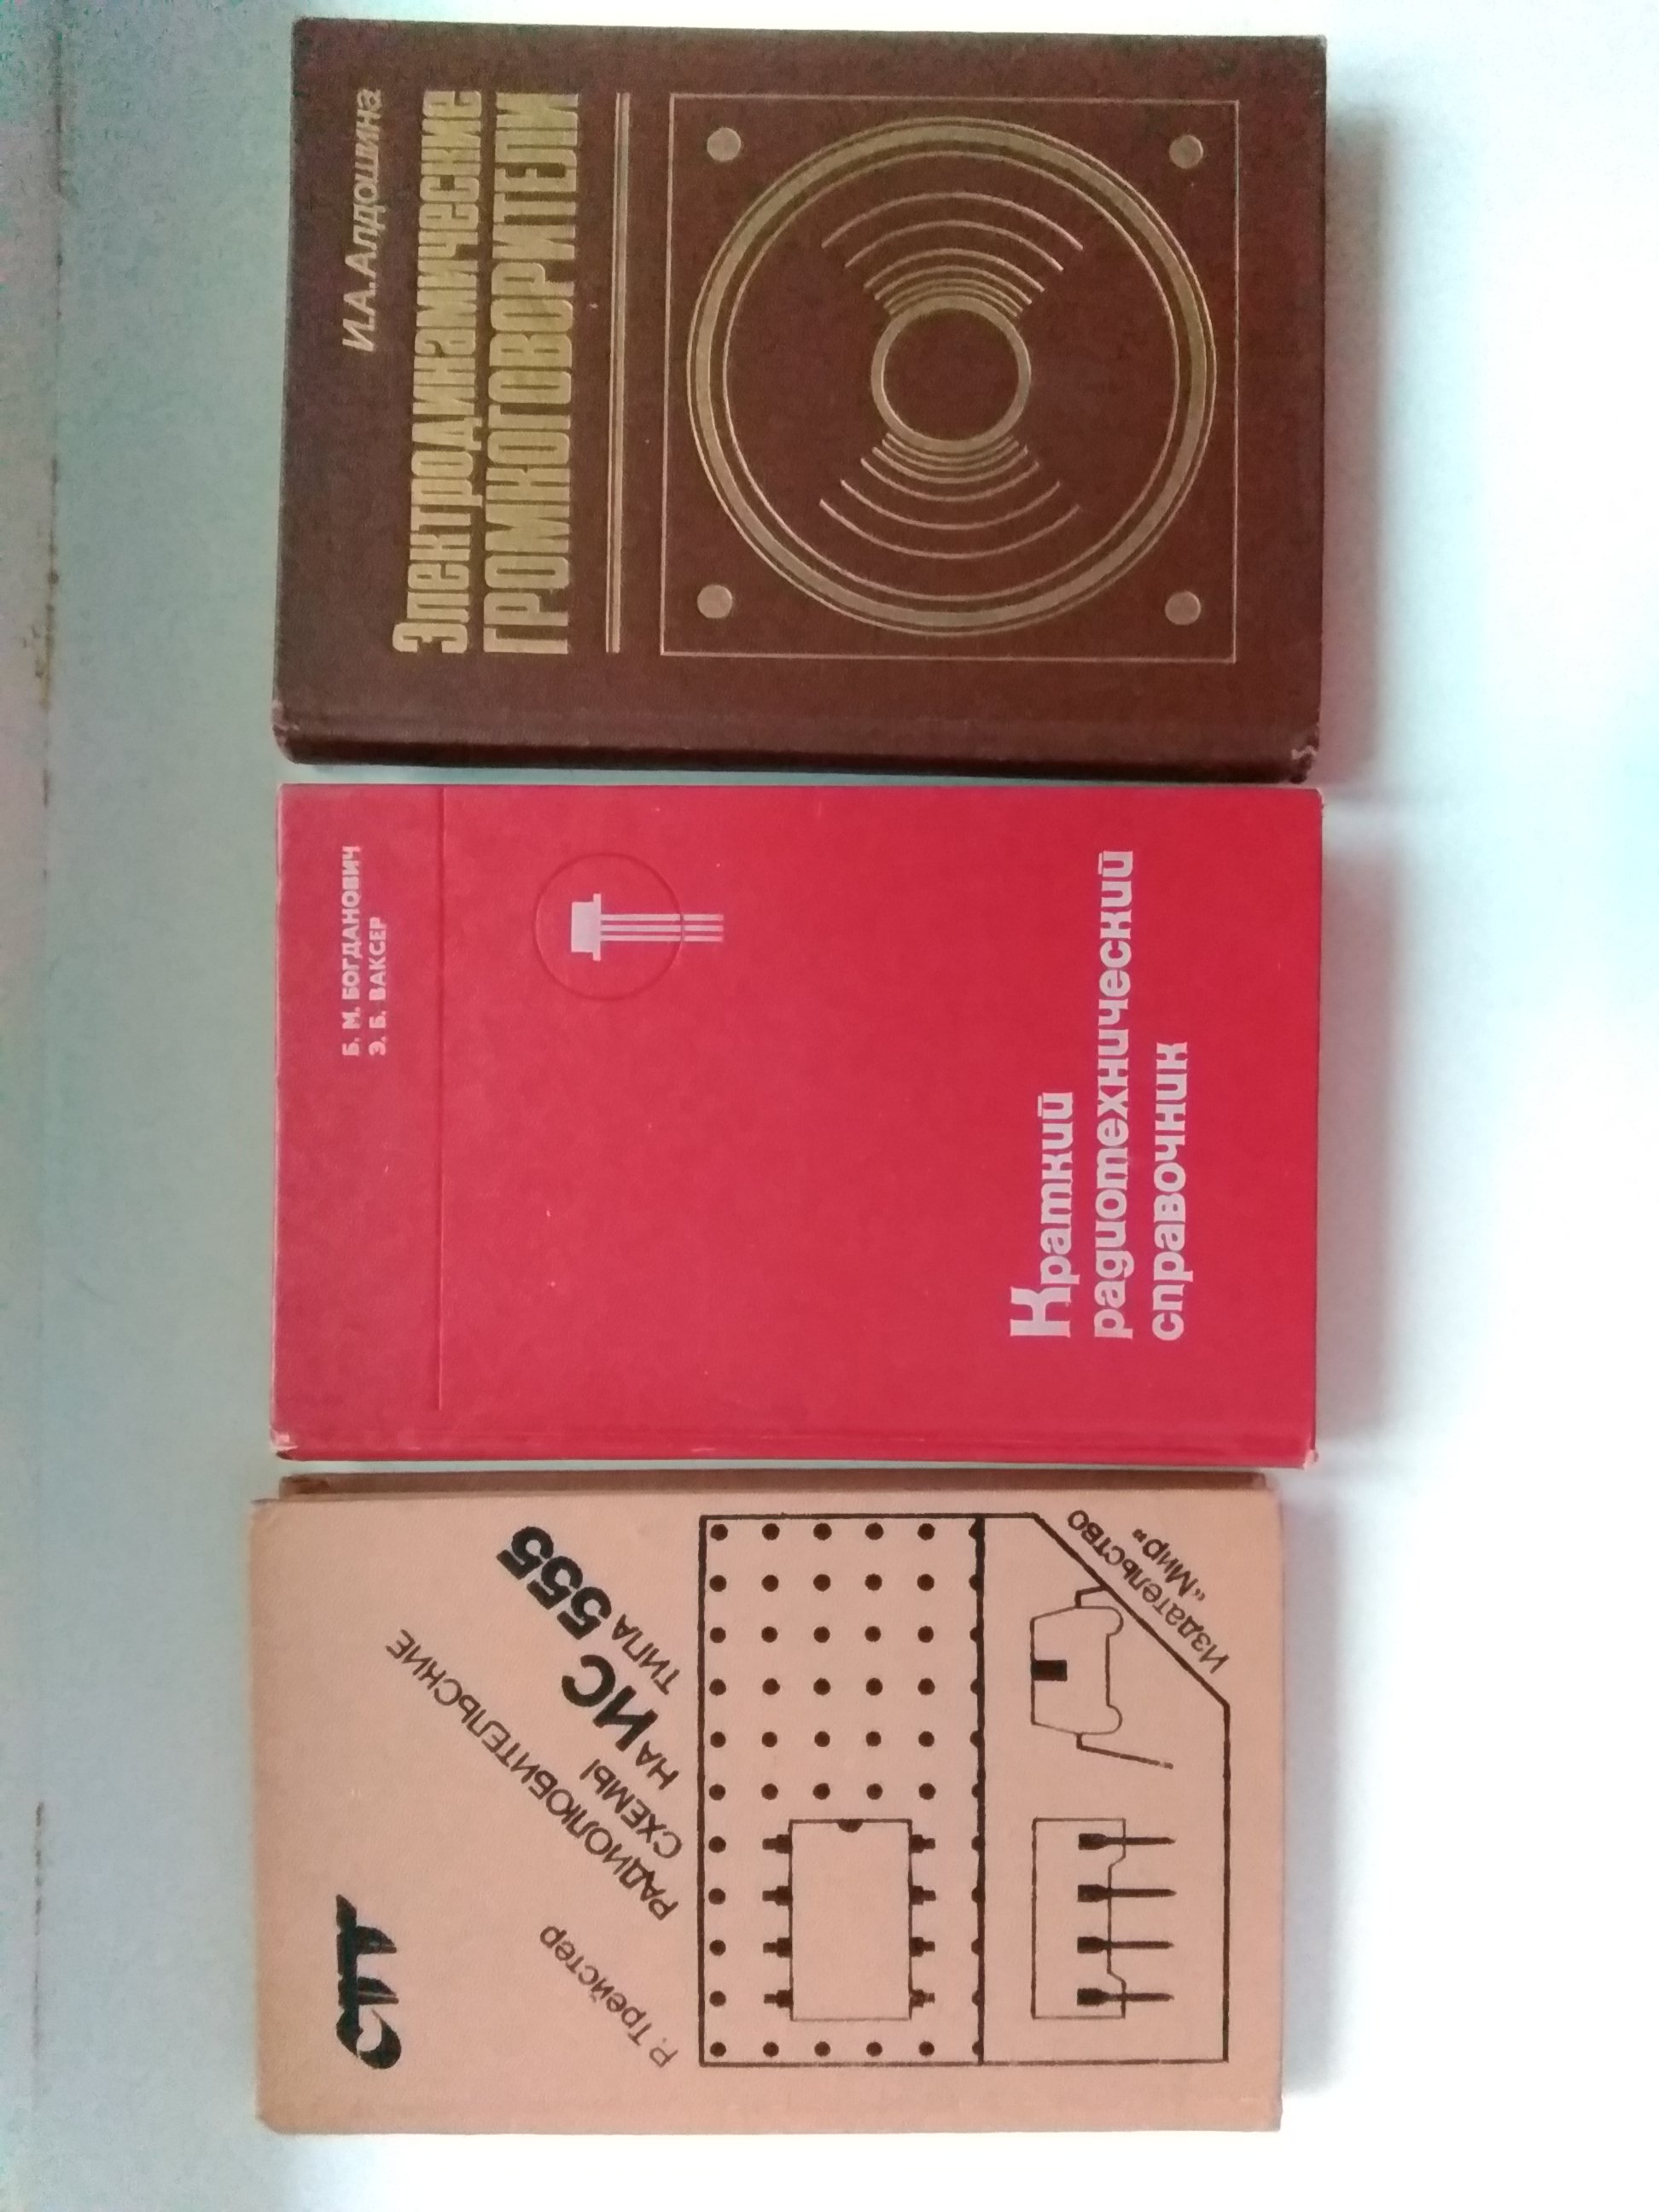 И.А.Алдошина
Электродинамические
ГРОМКОГОВОРИТЕЛИ
Б. М. БОГДАНОВИЧ
Э. Б. ВАКСЕР
Краткий
радиотехнический
справочник
Р. Трейстер
РАДИОЛЮБИТЕЛЬСКИЕ
СХЕМЫ
НА ИС
ТИПА 555
Издательство
„Мир“